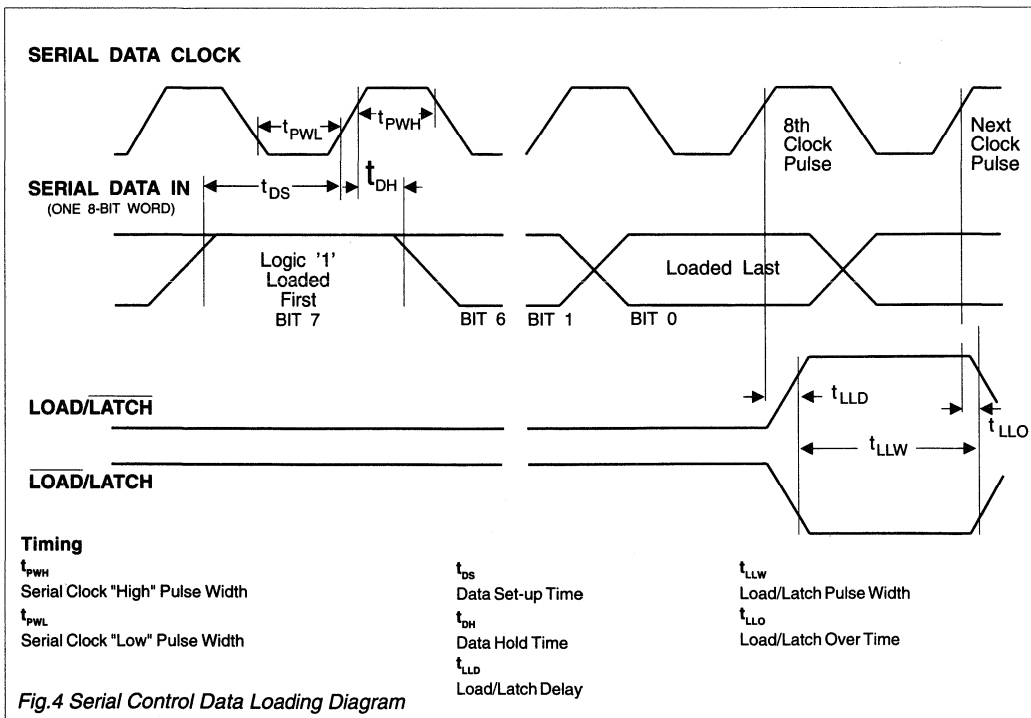 SERIAL DATA CLOCK
tPWL
tPWH
8th
Clock
Pulse
Next
Clock
Pulse
SERIAL DATA IN
(ONE 8-BIT WORD)
tDS
tDH
Logic '1'
Loaded
First
BIT 7
BIT 6
BIT 1
BIT 0
Loaded Last
LOAD/LATCH
tLLD
tLLO
tLLW
LOAD/LATCH
Timing
tPWH
Serial Clock "High" Pulse Width
tPWL
Serial Clock "Low" Pulse Width
tDS
Data Set-up Time
tDH
Data Hold Time
tLLD
Load/Latch Delay
tLLW
Load/Latch Pulse Width
tLLO
Load/Latch Over Time
Fig.4 Serial Control Data Loading Diagram